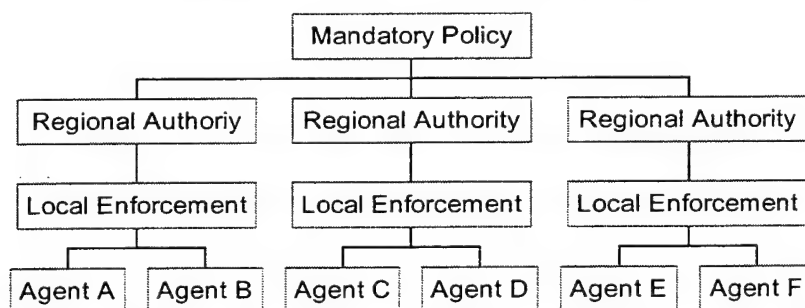 Mandatory Policy
Regional Authoriy Regional Authority Regional Authority
Local Enforcement Local Enforcement Local Enforcement
Agent A Agent B Agent C Agent D Agent E Agent F